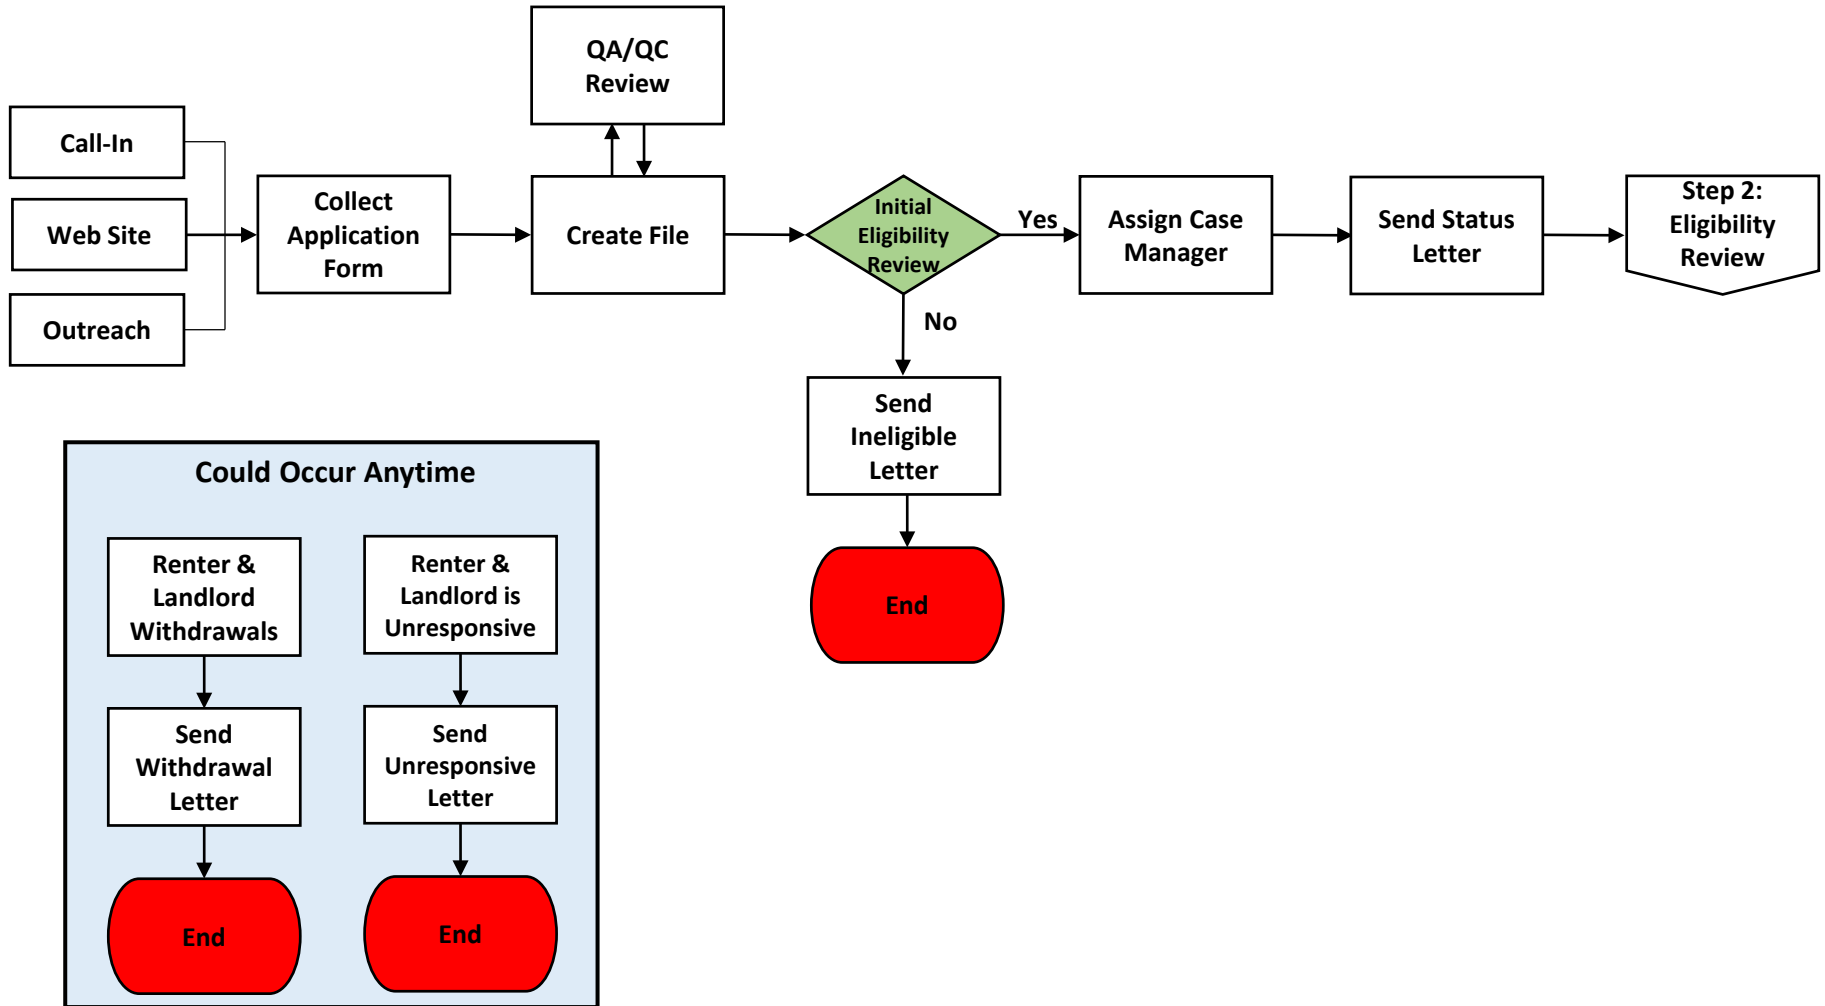 QA/QC
Review
Call-In
Web Site
Outreach
Collect
Application
Form
Create File
Initial
Eligibility
Review
Yes
No
Assign Case
Manager
Send Status
Letter
Step 2:
Eligibility
Review
Send
Ineligible
Letter
End
Could Occur Anytime
Renter &
Landlord
Withdrawals
Send
Withdrawal
Letter
End
Renter &
Landlord is
Unresponsive
Send
Unresponsive
Letter
End